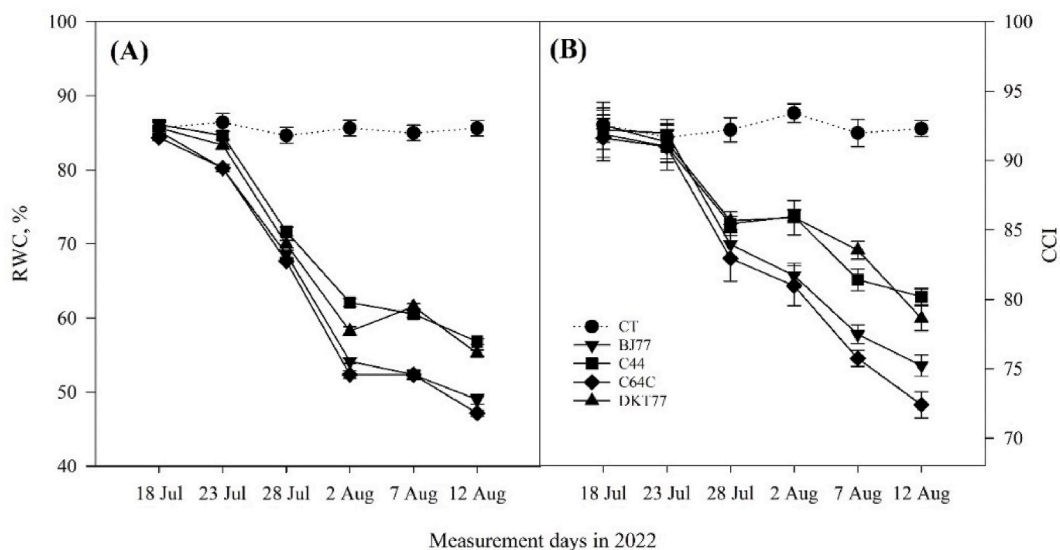 (A)
(B)
RWC, %
100
90
80
70
60
50
40
18 Jul 23 Jul 28 Jul 2 Aug 7 Aug 12 Aug
CT
BJ77
C44
C64C
DKT77
18 Jul 23 Jul 28 Jul 2 Aug 7 Aug 12 Aug
100
95
90
85
80
75
70
CCI
Measurement days in 2022